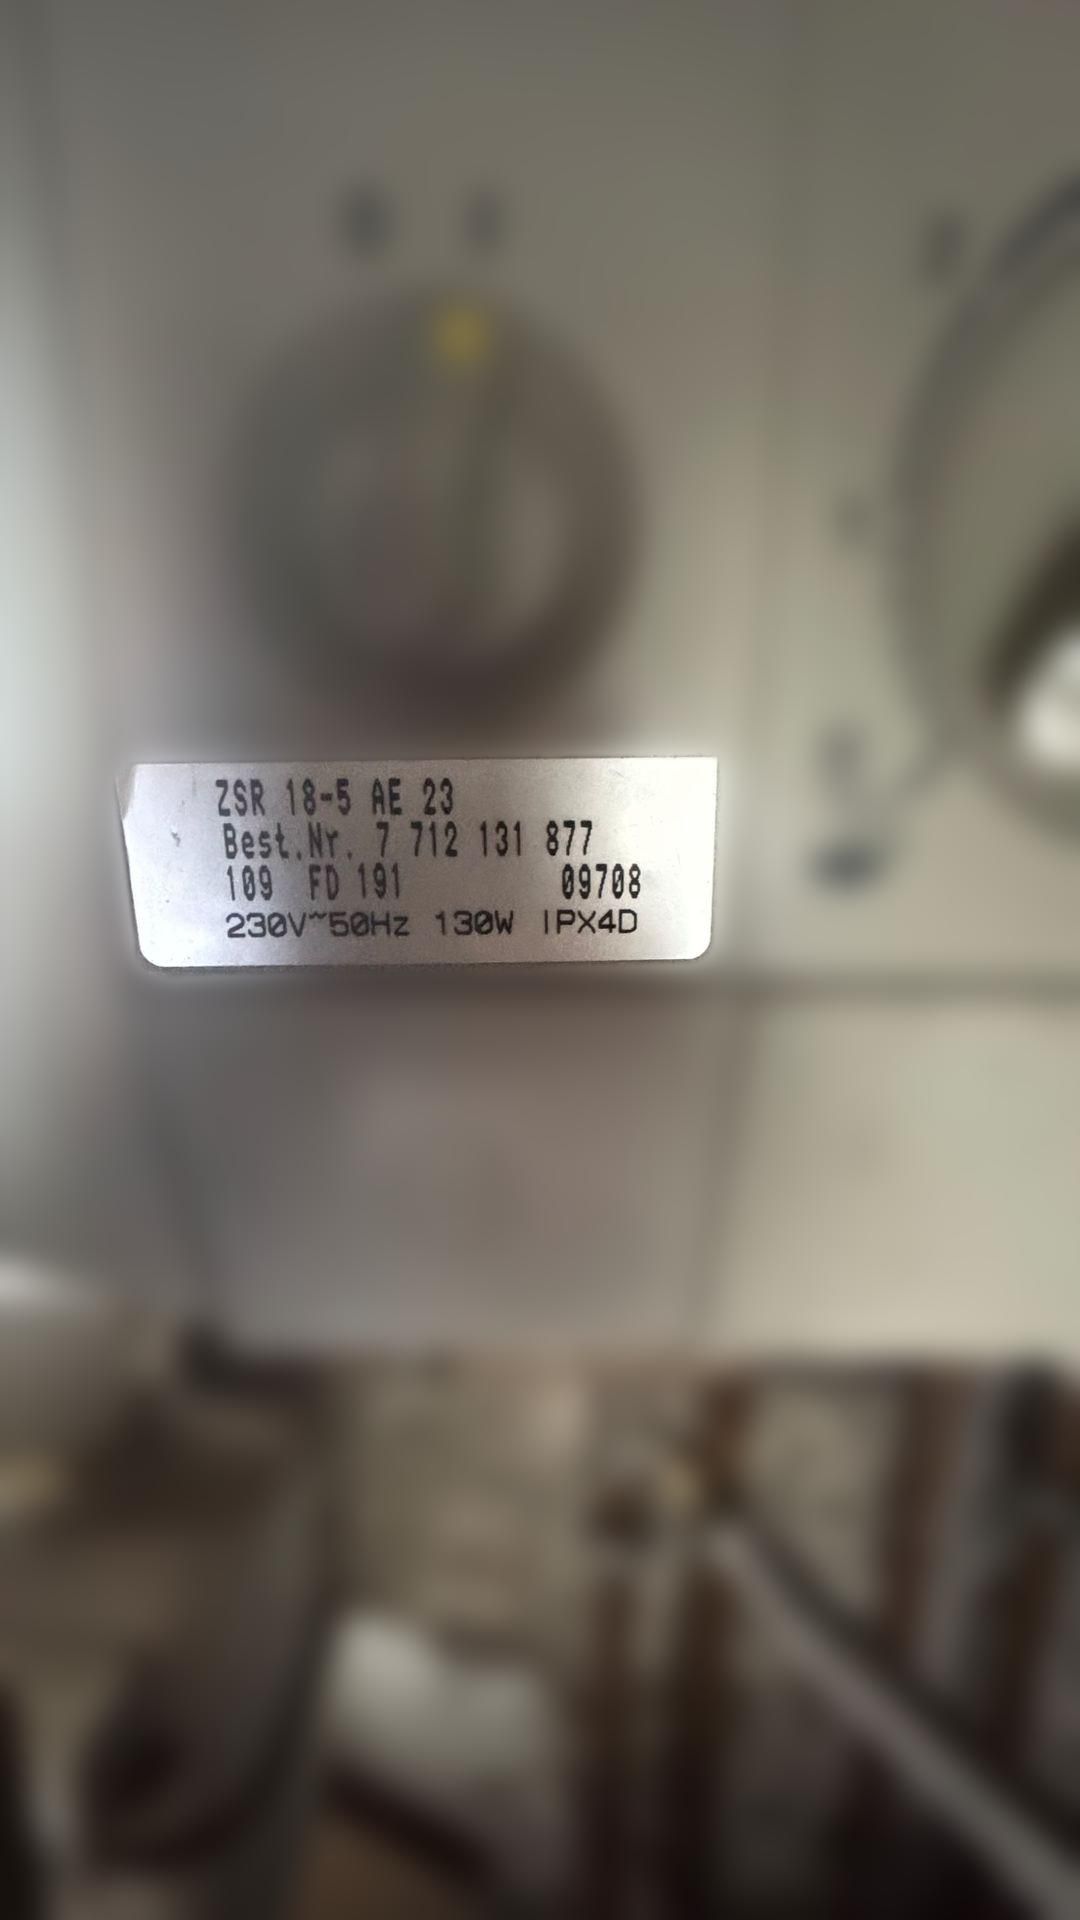 ZSR 18-5 AE 23
Best.Nr. 7 712 131 877
109 FD 191 09708
230V~50Hz 130W IPX4D